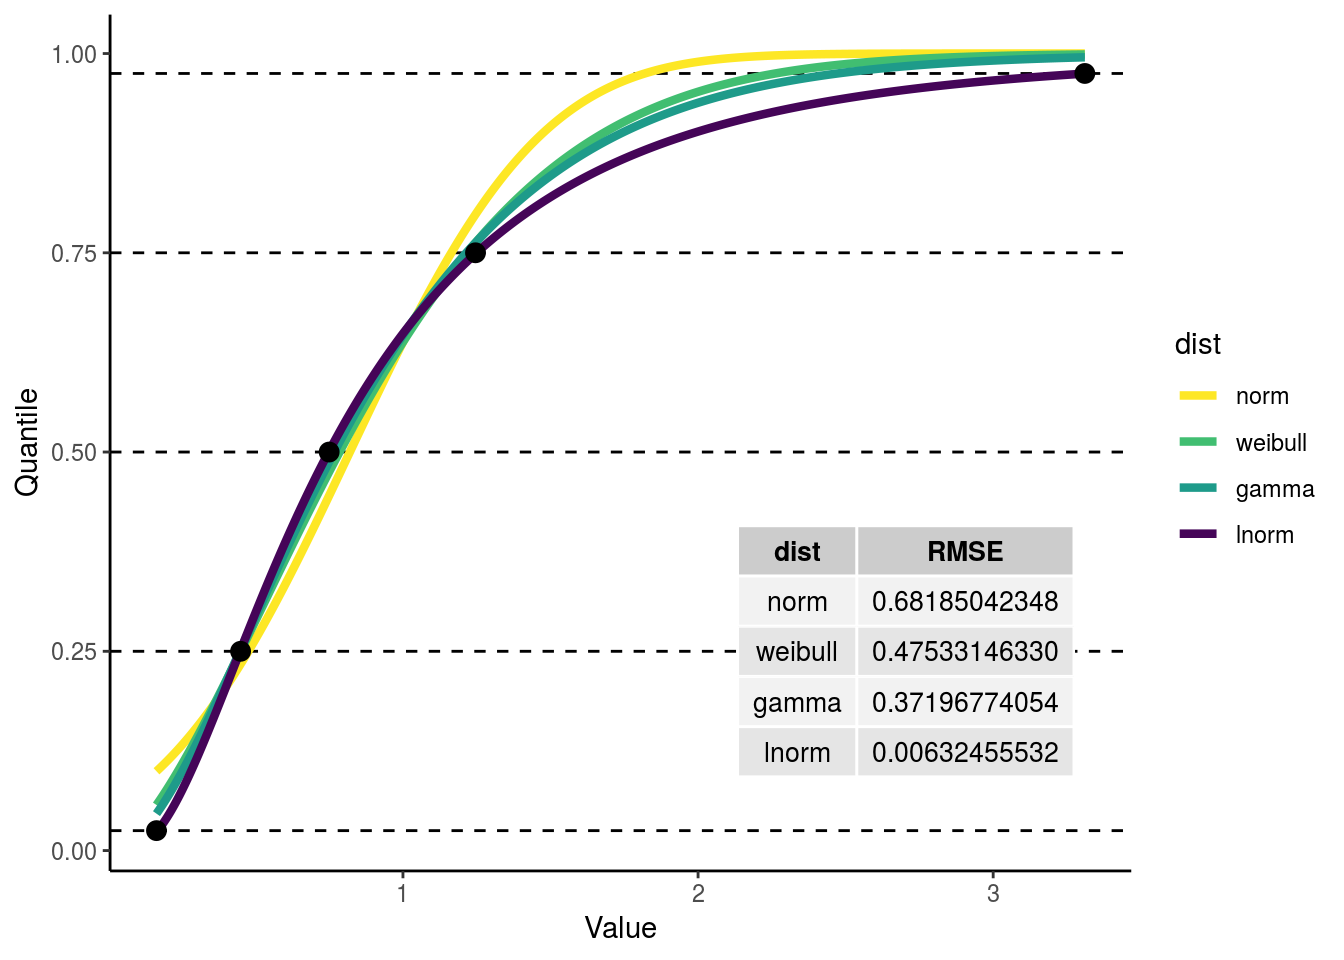 1.00
0.75
0.50
0.25
0.00
Quantile
1 2 3
Value
dist
norm
weibull
gamma
lnorm
dist RMSE
norm 0.68185042348
weibull 0.47533146330
gamma 0.37196774054
lnorm 0.00632455532